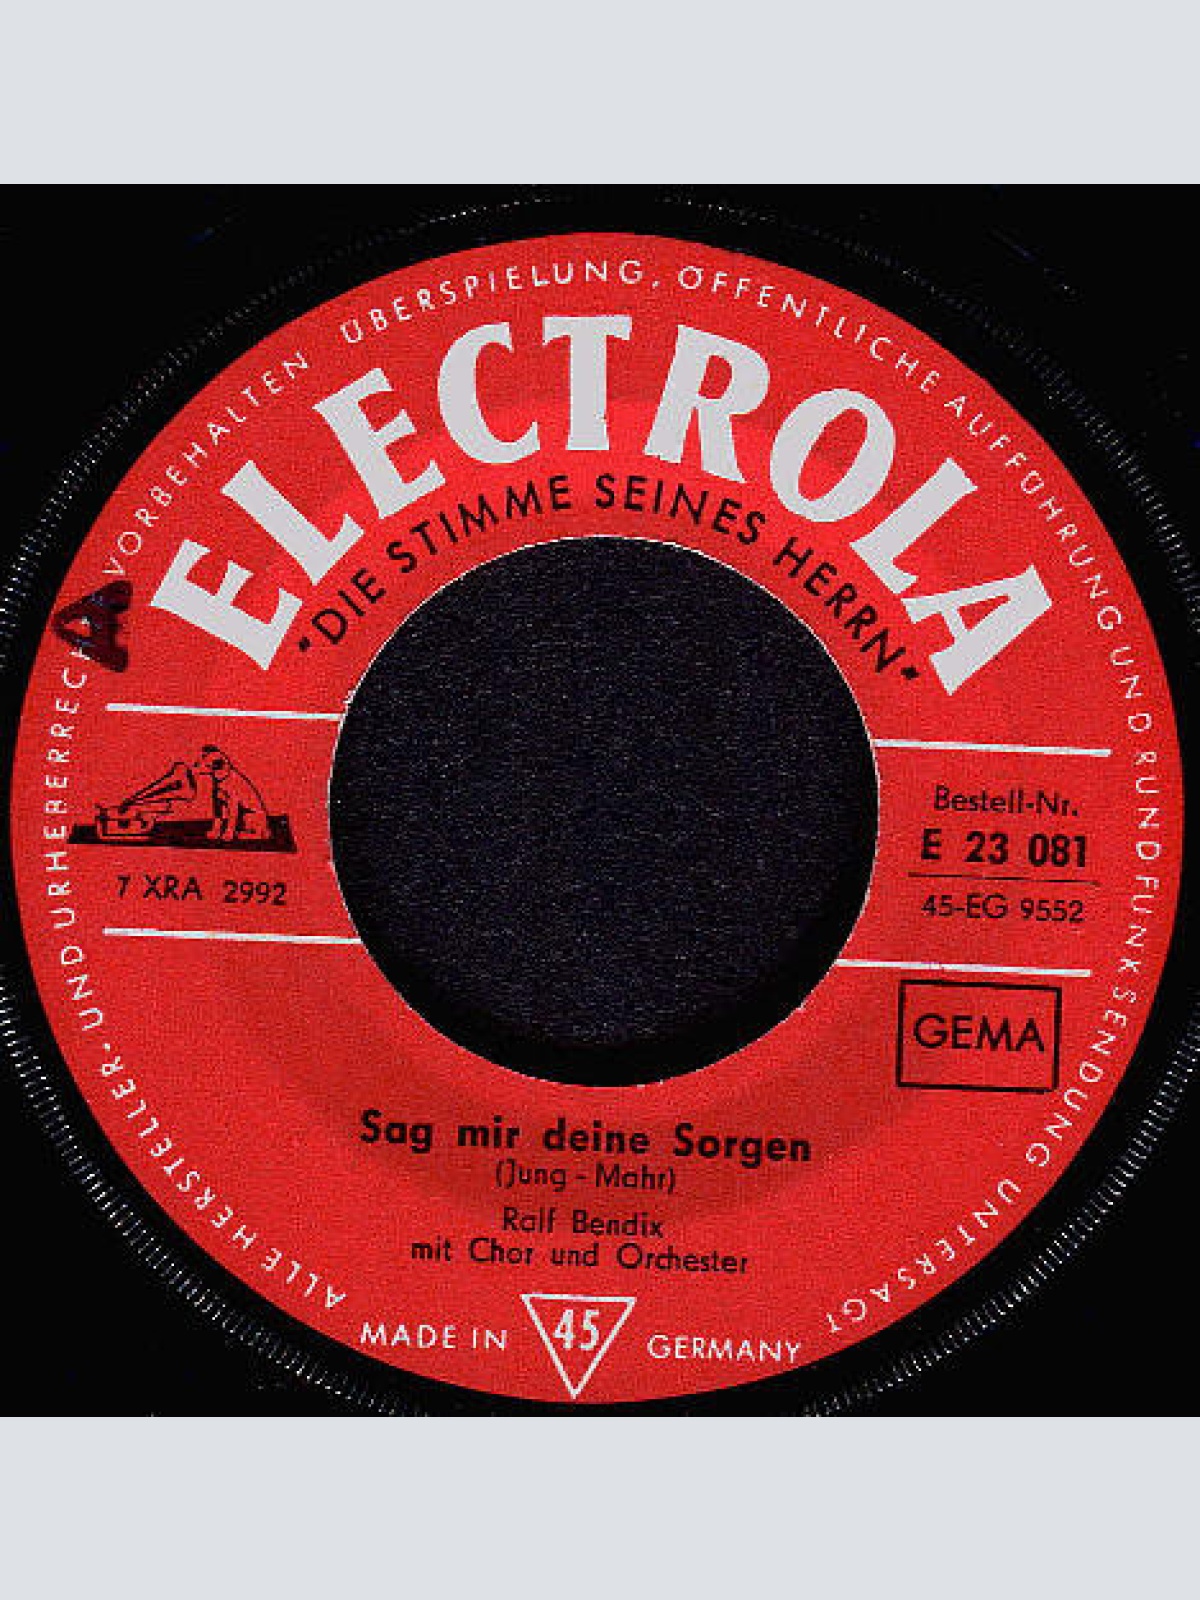 ALLE HERSTELLER- UND URHEBERRECHTE VORBEHALTEN ÜBERSPIELUNG, ÖFFENTLICHE AUFFÜHRUNG UND RUNDFUNKSENDUNG UNTERSAGT
ELECTROLA
"DIE STIMME SEINES HERRN"
A
7 XRA 2992
Bestell-Nr.
E 23 081
45-EG 9552
GEMA
Sag mir deine Sorgen
(Jung - Mahr)
Ralf Bendix
mit Chor und Orchester
MADE IN 45 GERMANY